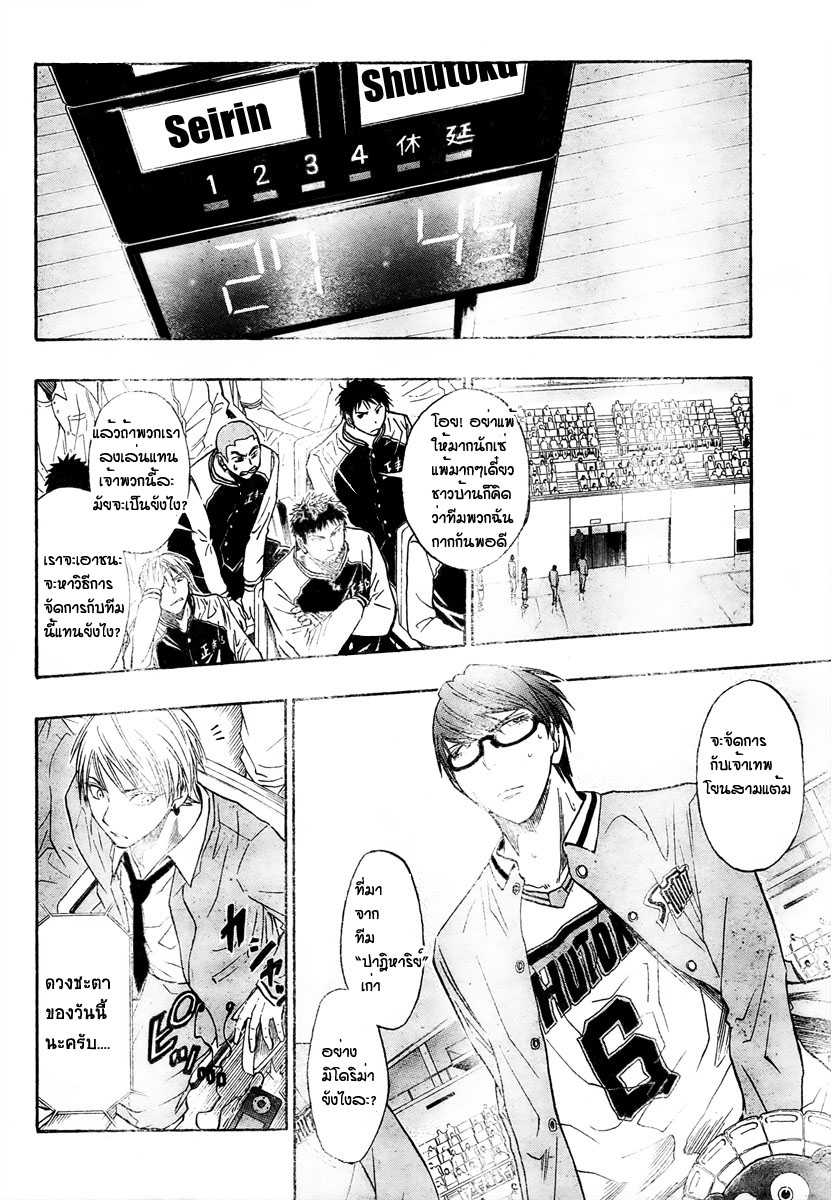 Seirin
Shuutoku
1 2 3 4 休 延
27 45
โอย! อย่าแพ้
ให้มากนักเซ่
แพ้มากๆเดี๋ยว
ชาวบ้านก็คิด
ว่าทีมพวกฉัน
กากกันพอดี
แล้วถ้าพวกเรา
ลงเล่นแทน
เจ้าพวกนี้ละ
มัยจะเป็นยังไง?
เราจะเอาชนะ
จะหาวิธีการ
จัดการกับทีม
นี้แทนยังไง?
จะจัดการ
กับเจ้าเทพ
โยนสามแต้ม
ที่มา
จาก
ทีม
“ปาฎิหาริย์”
เก่า
อย่าง
มิโดริม่า
ยังไงละ?
SHUTOK
6
ガシャ
ピッ...
ดวงชะตา
ของวันนี้
นะครับ....